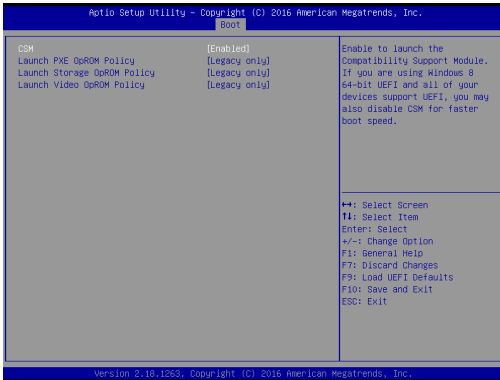 Aptio Setup Utility – Copyright (C) 2016 American Megatrends, Inc.
Boot
CSM [Enabled]
Launch PXE OpROM Policy [Legacy only]
Launch Storage OpROM Policy [Legacy only]
Launch Video OpROM Policy [Legacy only]
Enable to launch the
Compatibility Support Module.
If you are using Windows 8
64-bit UEFI and all of your
devices support UEFI, you may
also disable CSM for faster
boot speed.
↔: Select Screen
↑↓: Select Item
Enter: Select
+/-: Change Option
F1: General Help
F7: Discard Changes
F9: Load UEFI Defaults
F10: Save and Exit
ESC: Exit
Version 2.18.1263. Copyright (C) 2016 American Megatrends, Inc.